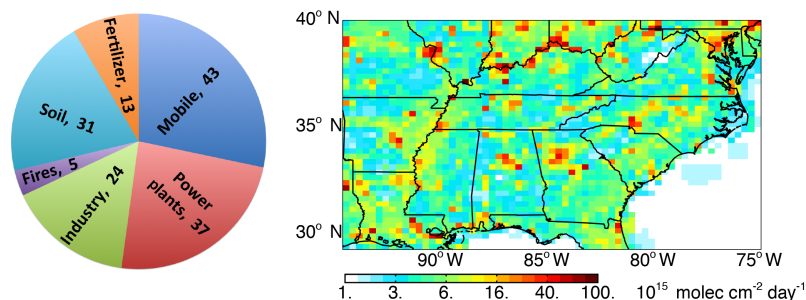 Fertilizer, 13
Mobile, 43
Soil, 31
Fires, 5
Industry, 24
Power
plants, 37
40° N
35° N
30° N
90° W
85° W
80° W
75° W
1. 3. 6. 16. 40. 100. 10¹⁵ molec cm⁻² day⁻¹